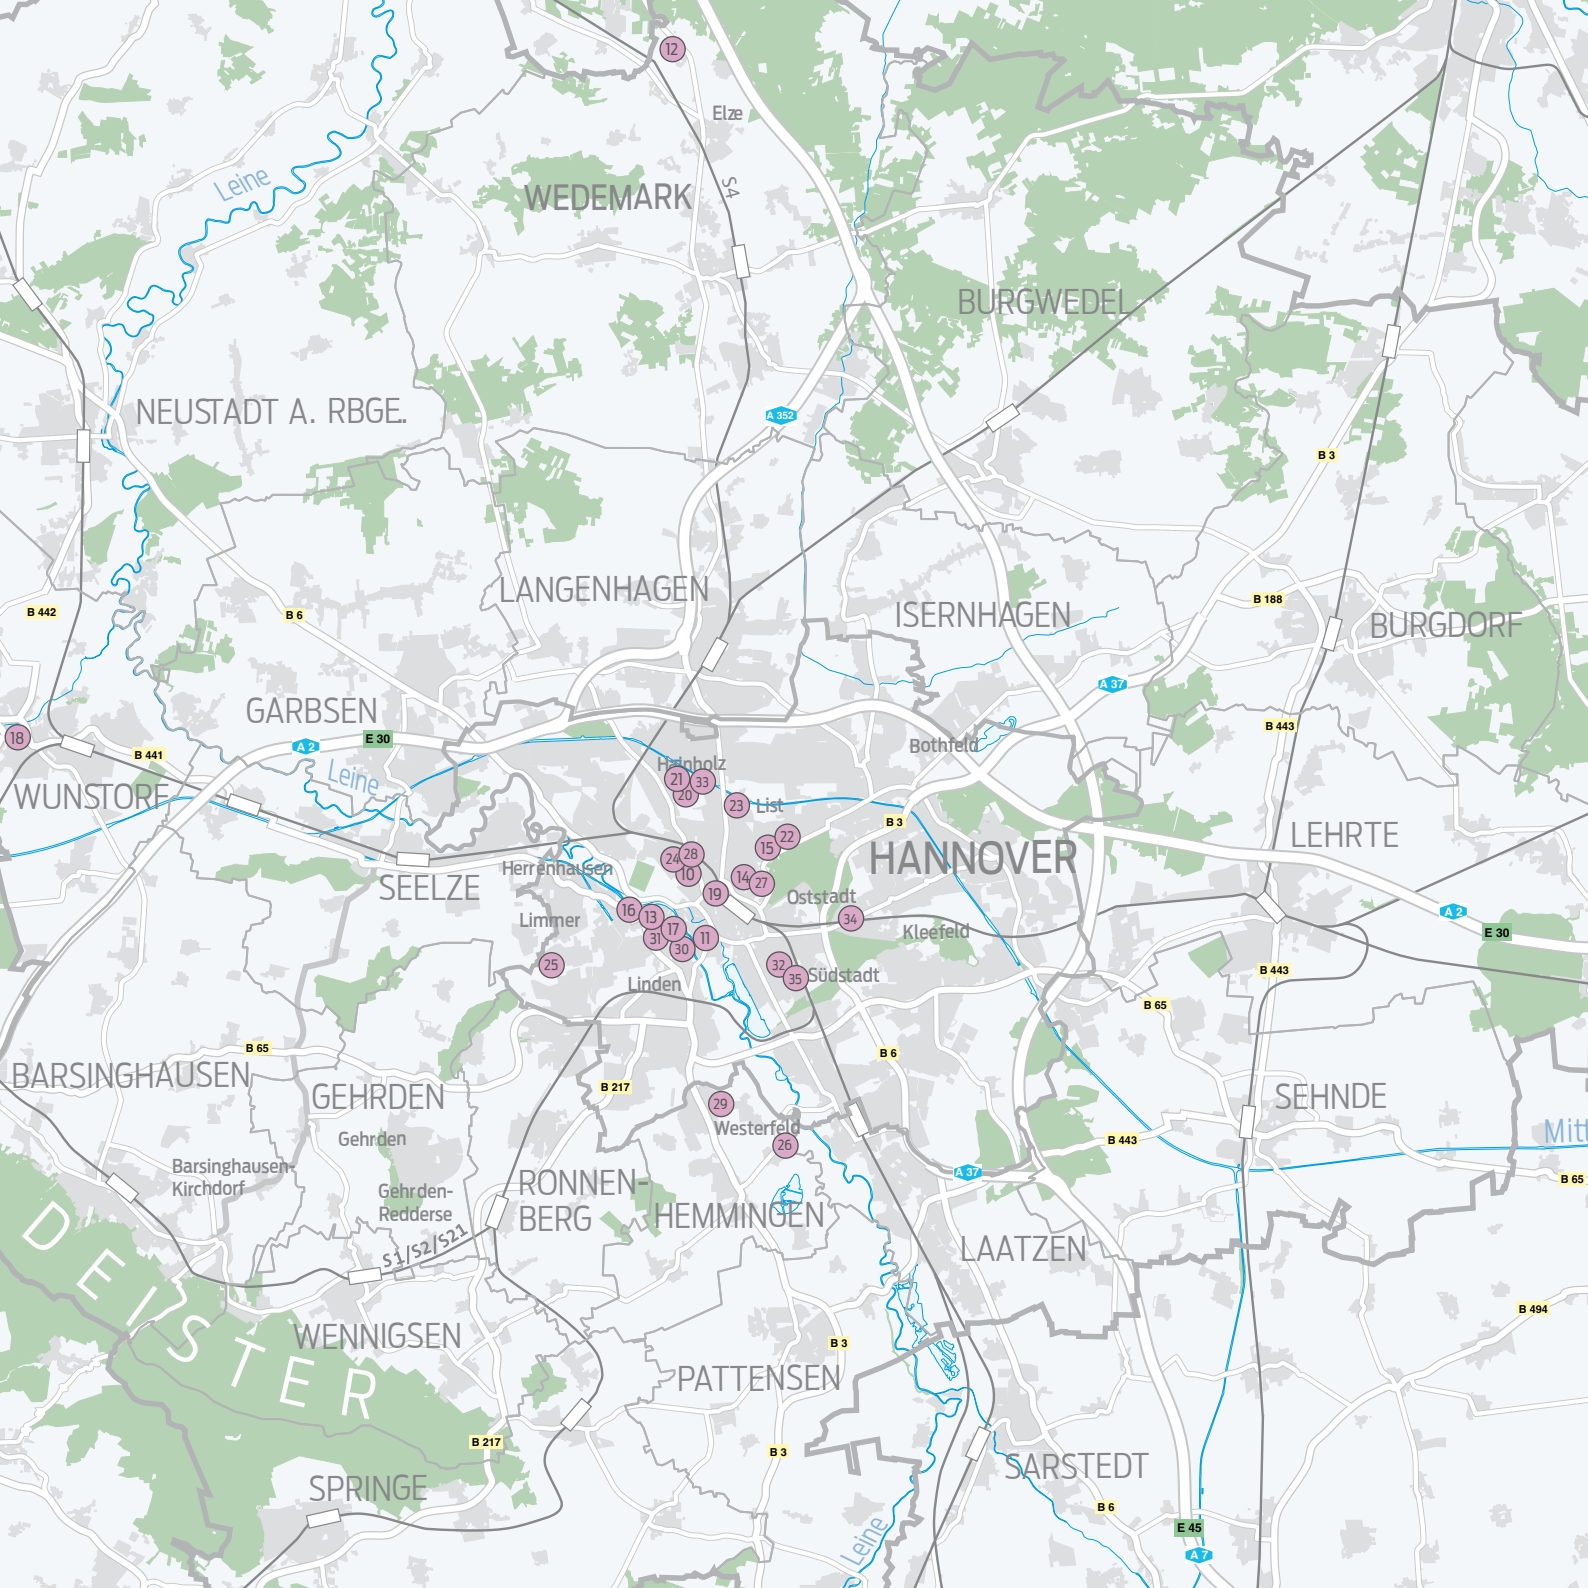 12
Elze
Leine
WEDEMARK
S4
BURGWEDEL
A 352
NEUSTADT A. RBGE..
B 3
LANGENHAGEN
ISERNHAGEN
B 188
B 442
B 6
BURGDORF
A 37
GARBSEN
B 443
18
E 30
A 2
B 441
Bothfeld
Hainholz
Leine
21
33
20
WUNSTORF
23
List
B 3
22
15
LEHRTE
HANNOVER
28
24
10
Herrenhausen
SEELZE
14
27
19
Oststadt
16
13
34
A 2
Limmer
17
Kleefeld
E 30
31
11
30
25
32
B 443
35
Südstadt
Linden
B 65
B 65
B 6
BARSINGHAUSEN
B 217
GEHRDEN
SEHNDE
29
Westerfeld
Gehrden
B 443
Mitt
26
Barsinghausen-
Kirchdorf
A 37
B 65
RONNEN-
BERG
Gehrden-
Redderse
HEMMINGEN
DEISTER
S1/S2/S21
LAATZEN
B 494
WENNIGSEN
B 3
PATTENSEN
B 217
B 3
SARSTEDT
SPRINGE
B 6
E 45
Leine
A 7